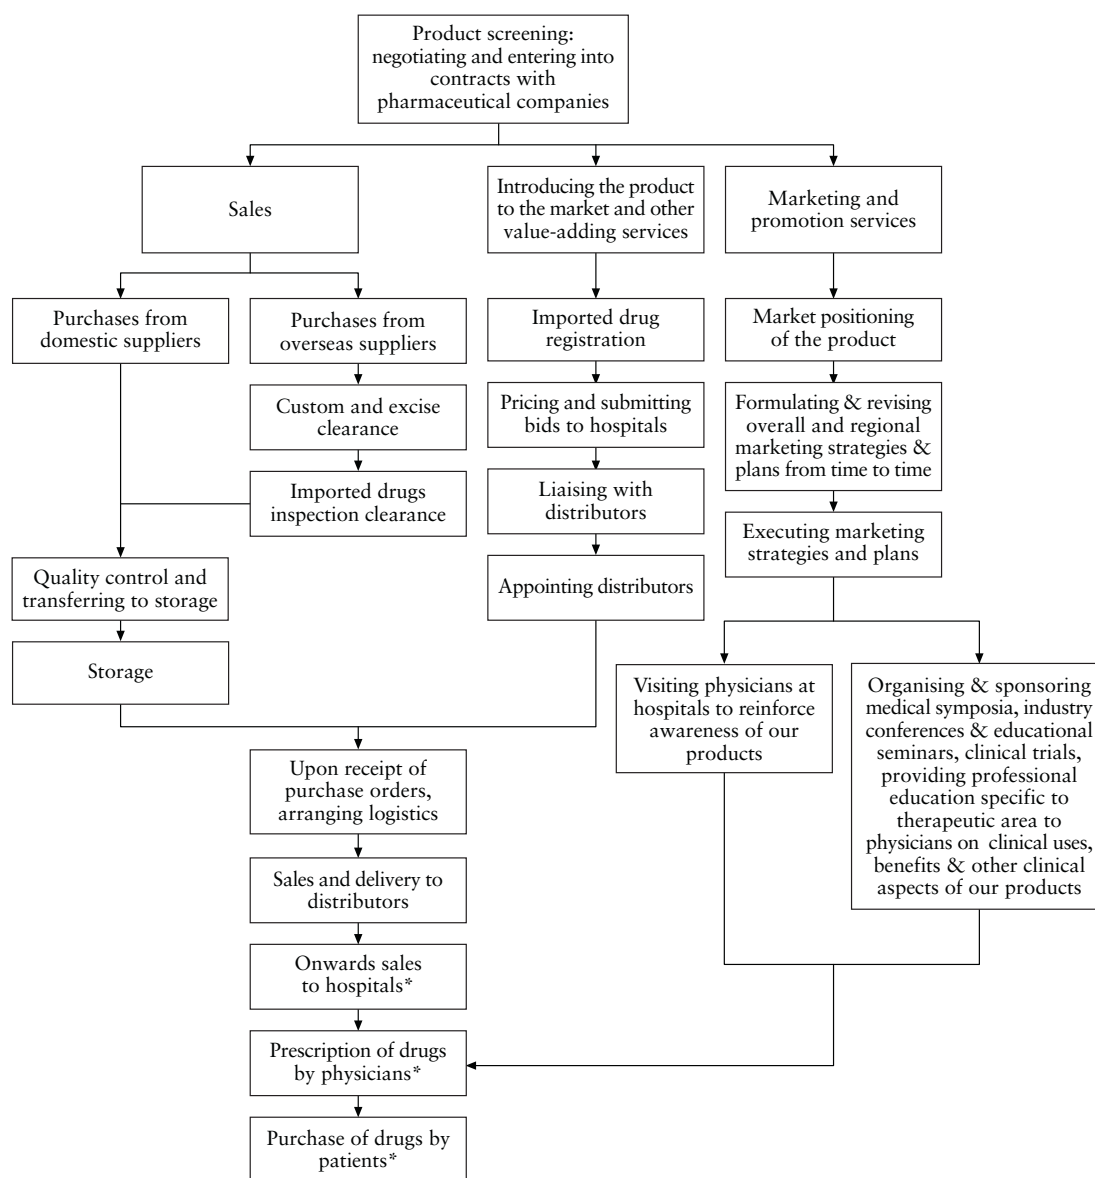 Product screening:
negotiating and entering into
contracts with
pharmaceutical companies
Sales
Introducing the product
to the market and other
value-adding services
Marketing and
promotion services
Purchases from
domestic suppliers
Purchases from
overseas suppliers
Imported drug
registration
Market positioning
of the product
Custom and excise
clearance
Pricing and submitting
bids to hospitals
Formulating & revising
overall and regional
marketing strategies &
plans from time to time
Imported drugs
inspection clearance
Liaising with
distributors
Executing marketing
strategies and plans
Quality control and
transferring to storage
Appointing distributors
Storage
Visiting physicians at
hospitals to reinforce
awareness of our
products
Organising & sponsoring
medical symposia, industry
conferences & educational
seminars, clinical trials,
providing professional
education specific to
therapeutic area to
physicians on clinical uses,
benefits & other clinical
aspects of our products
Upon receipt of
purchase orders,
arranging logistics
Sales and delivery to
distributors
Onwards sales
to hospitals*
Prescription of drugs
by physicians*
Purchase of drugs by
patients*